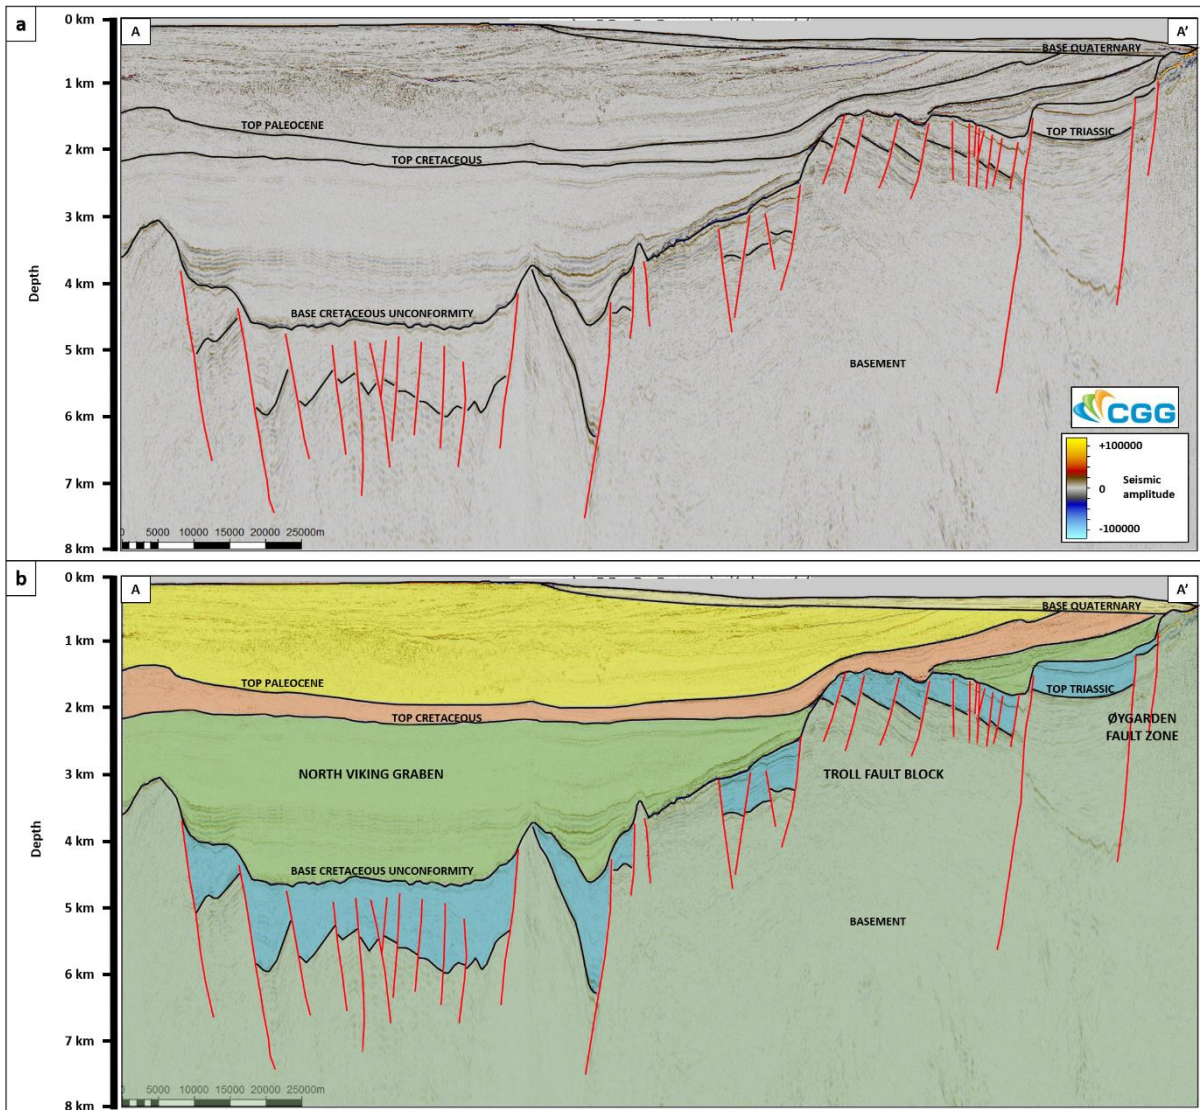 a
A
A'
0 km
BASE QUATERNARY
1 km
TOP PALEOCENE
TOP TRIASSIC
2 km
TOP CRETACEOUS
3 km
Depth
4 km
BASE CRETACEOUS UNCONFORMITY
5 km
BASEMENT
6 km
CGG
+100000
0
Seismic
amplitude
-100000
7 km
0 5000 10000 15000 20000 25000m
8 km
b
A
A'
0 km
BASE QUATERNARY
1 km
TOP PALEOCENE
TOP TRIASSIC
2 km
TOP CRETACEOUS
ØYGARDEN
FAULT ZONE
3 km
NORTH VIKING GRABEN
TROLL FAULT BLOCK
Depth
4 km
BASE CRETACEOUS UNCONFORMITY
5 km
BASEMENT
6 km
7 km
0 5000 10000 15000 20000 25000m
8 km